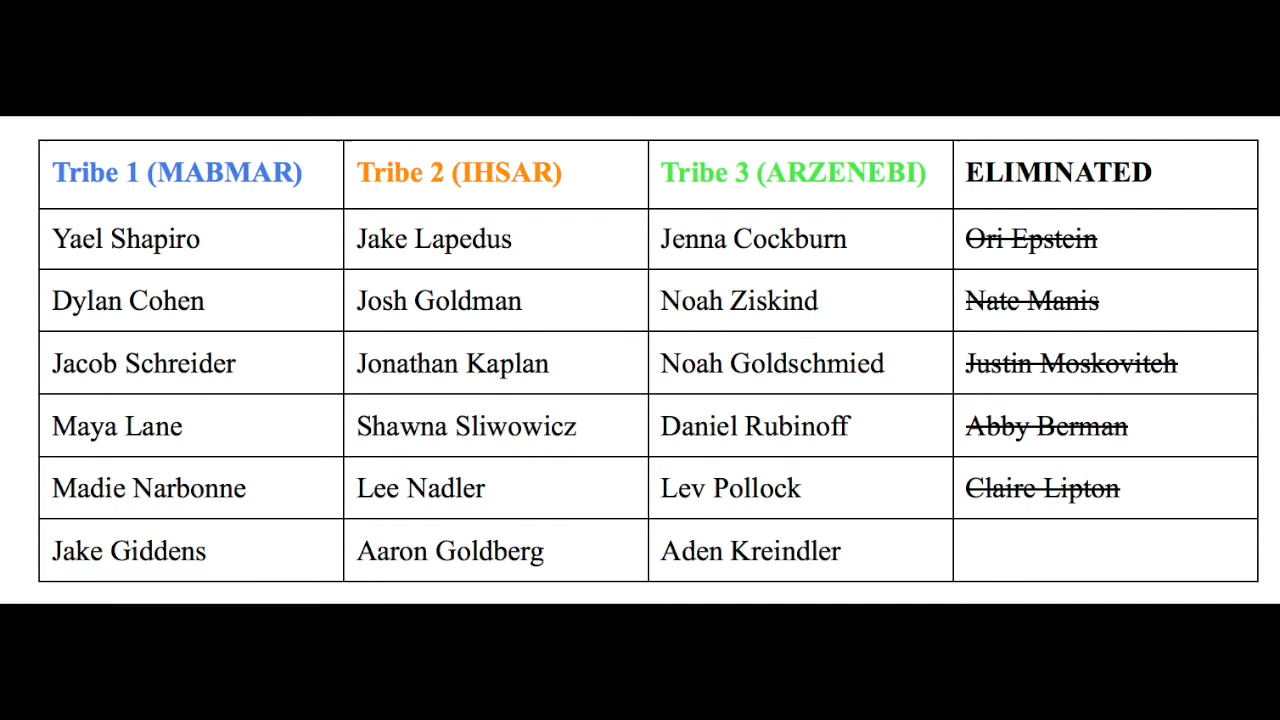 Tribe 1 (MABMAR) Tribe 2 (IHSAR) Tribe 3 (ARZENEBI) ELIMINATED
Yael Shapiro Jake Lapedus Jenna Cockburn Ori Epstein
Dylan Cohen Josh Goldman Noah Ziskind Nate Manis
Jacob Schreider Jonathan Kaplan Noah Goldschmied Justin Moskovitch
Maya Lane Shawna Sliwowicz Daniel Rubinoff Abby Berman
Madie Narbonne Lee Nadler Lev Pollock Claire Lipton
Jake Giddens Aaron Goldberg Aden Kreindler